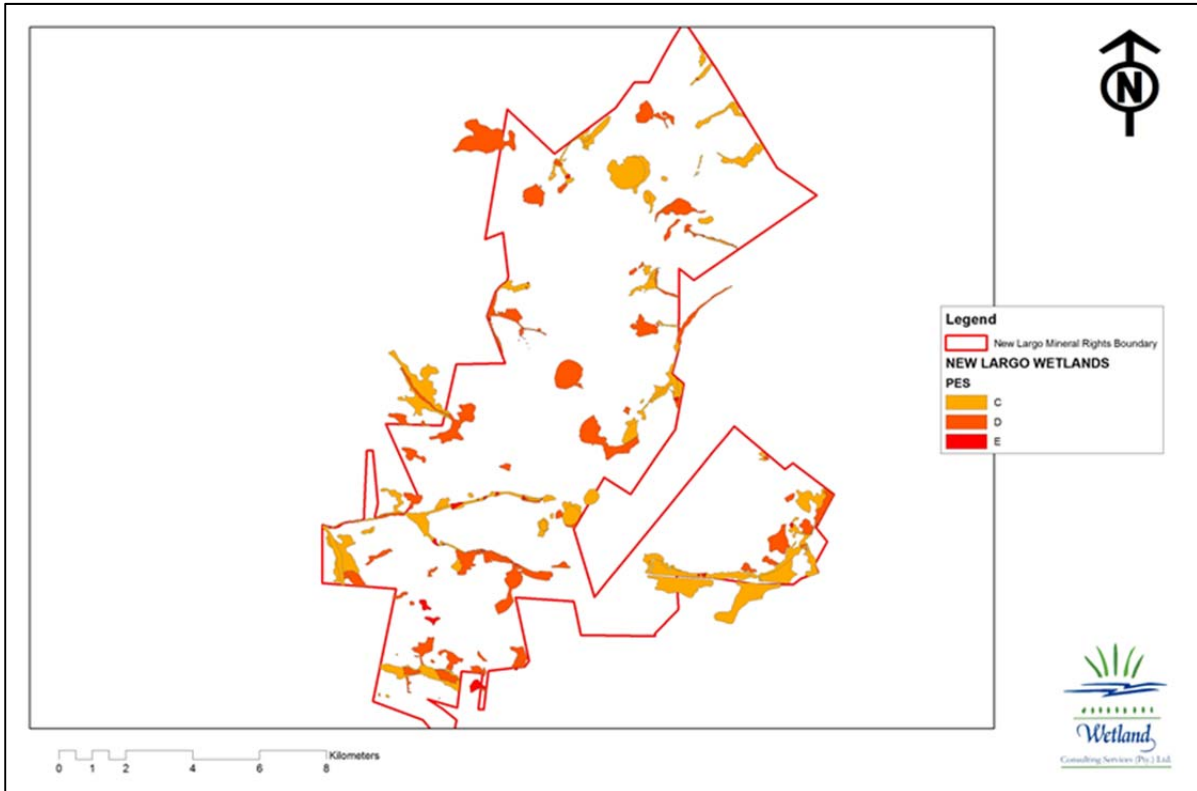 N
Legend
New Largo Mineral Rights Boundary
NEW LARGO WETLANDS
PES
C
D
E
Kilometers
0 1 2 4 6 8
Wetland
Consulting Services (Pty.) Ltd.